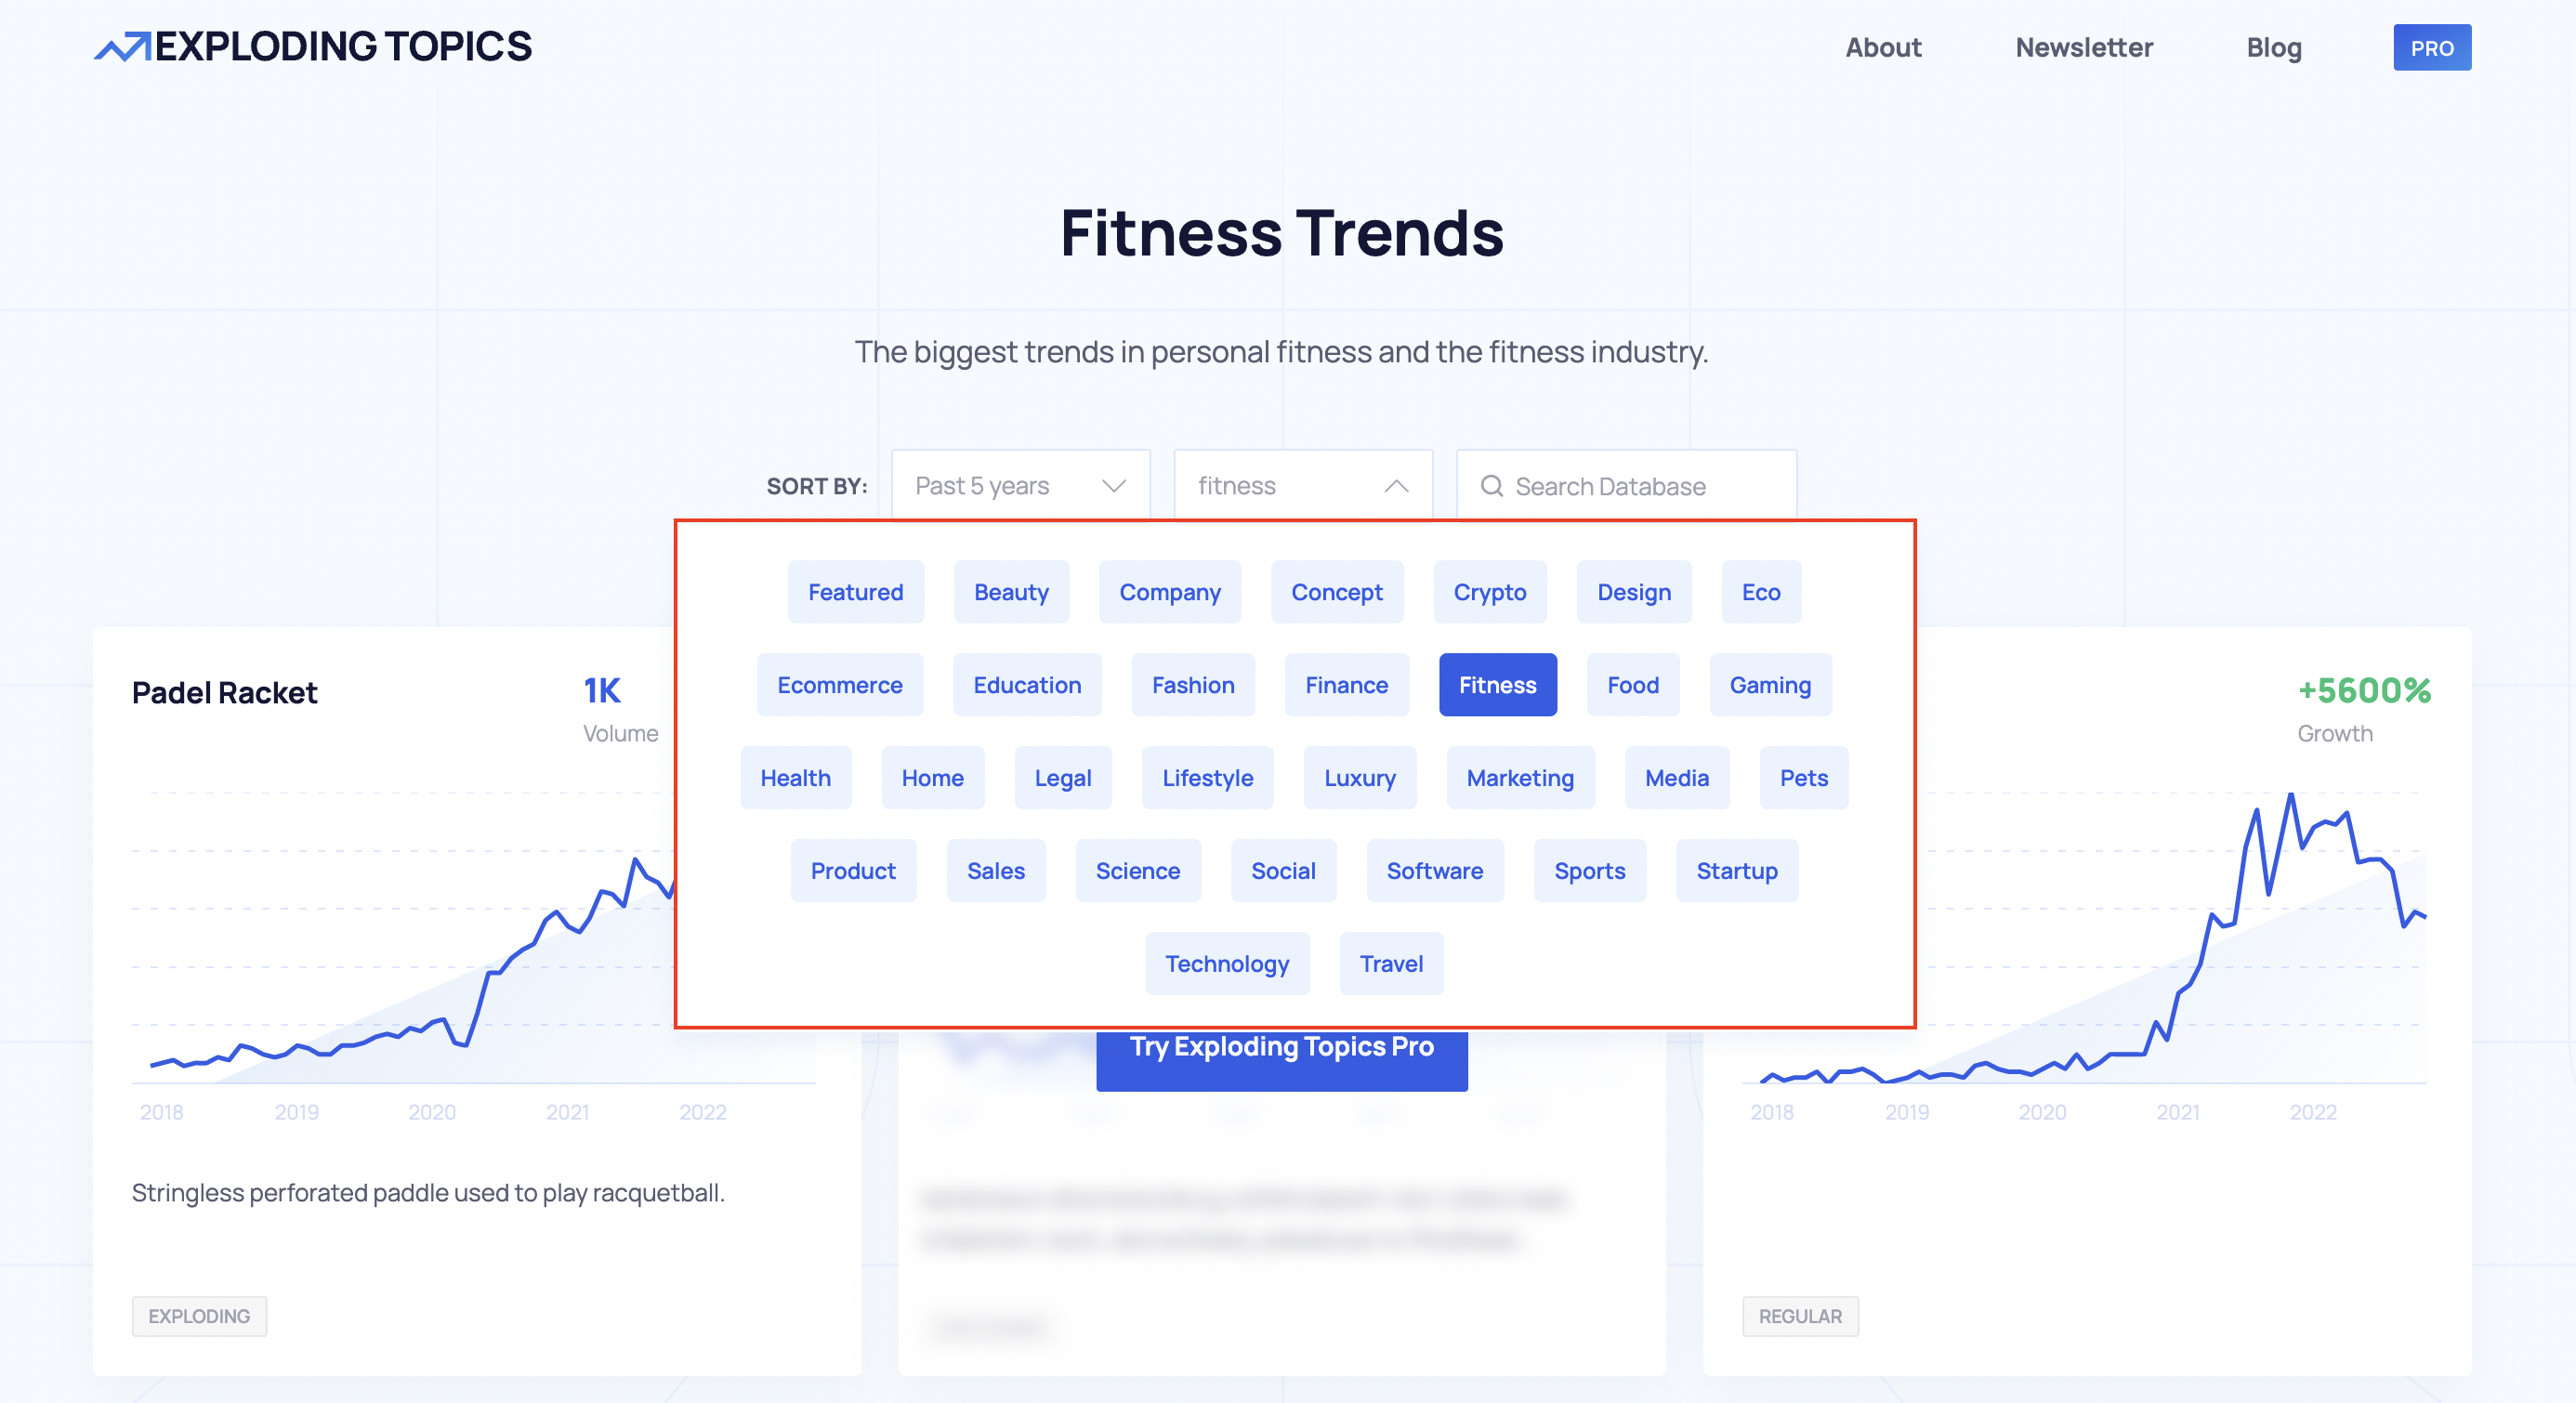 EXPLODING TOPICS
About Newsletter Blog PRO
Fitness Trends
The biggest trends in personal fitness and the fitness industry.
SORT BY: Past 5 years fitness Search Database
Featured Beauty Company Concept Crypto Design Eco
Ecommerce Education Fashion Finance Fitness Food Gaming
Health Home Legal Lifestyle Luxury Marketing Media Pets
Product Sales Science Social Software Sports Startup
Technology Travel
Padel Racket
1K
Volume
2018 2019 2020 2021 2022
Stringless perforated paddle used to play racquetball.
EXPLODING
Try Exploding Topics Pro
+5600%
Growth
2018 2019 2020 2021 2022
REGULAR